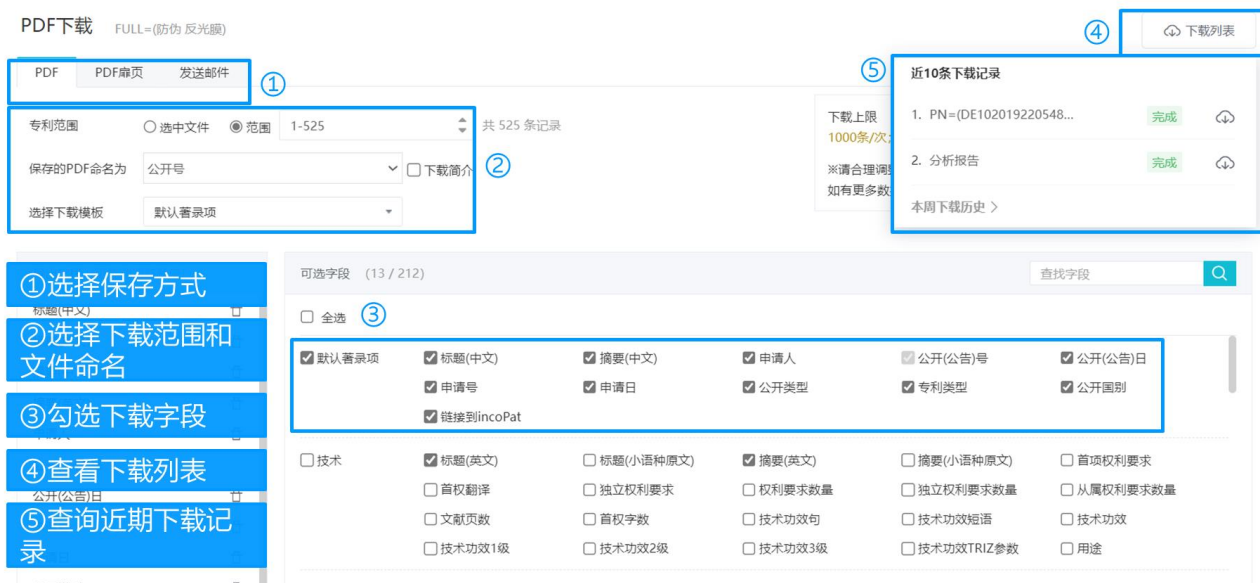 PDF下载 FULL=(防伪 反光膜)
④ 下载列表
PDF PDF扉页 发送邮件 ①
⑤ 近10条下载记录
1. PN=(DE102019220548... 完成
2. 分析报告 完成
本周下载历史 >
专利范围 选中文件 范围 1-525 共 525 条记录
保存的PDF命名为 公开号 下载简介 ②
选择下载模板 默认著录项
下载上限
1000条/次;
※请合理调
如有更多数
①选择保存方式
标题(中文)
②选择下载范围和
文件命名
③勾选下载字段
④查看下载列表
公开(公告)日
⑤查询近期下载记
录
可选字段 (13 / 212) 查找字段
全选 ③
默认著录项 标题(中文) 摘要(中文) 申请人 公开(公告)号 公开(公告)日
申请号 申请日 公开类型 专利类型 公开国别
链接到incoPat
技术 标题(英文) 标题(小语种原文) 摘要(英文) 摘要(小语种原文) 首项权利要求
首权翻译 独立权利要求 权利要求数量 独立权利要求数量 从属权利要求数量
文献页数 首权字数 技术功效句 技术功效短语 技术功效
技术功效1级 技术功效2级 技术功效3级 技术功效TRIZ参数 用途